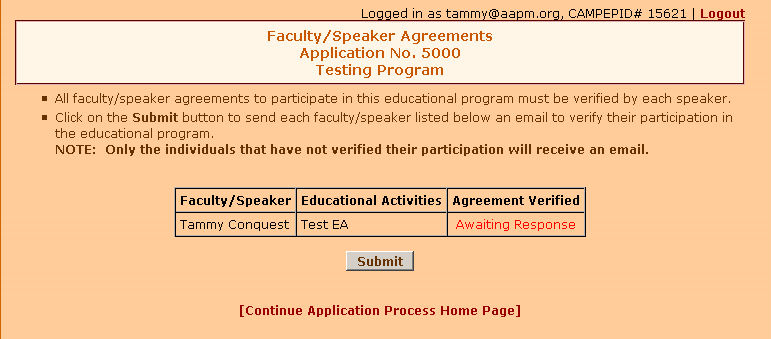 Logged in as tammy@aapm.org, CAMPEPID# 15621 | Logout
Faculty/Speaker Agreements
Application No. 5000
Testing Program
All faculty/speaker agreements to participate in this educational program must be verified by each speaker.
Click on the Submit button to send each faculty/speaker listed below an email to verify their participation in
the educational program.
NOTE: Only the individuals that have not verified their participation will receive an email.
Faculty/Speaker Educational Activities Agreement Verified
Tammy Conquest Test EA Awaiting Response
Submit
[Continue Application Process Home Page]